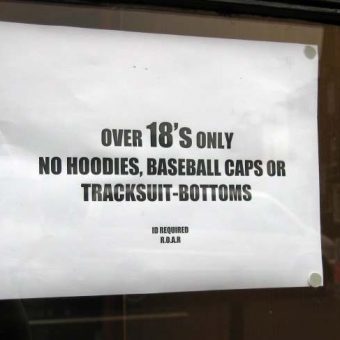 OVER 18'S ONLY
NO HOODIES, BASEBALL CAPS OR
TRACKSUIT-BOTTOMS
ID REQUIRED
R.O.A.R